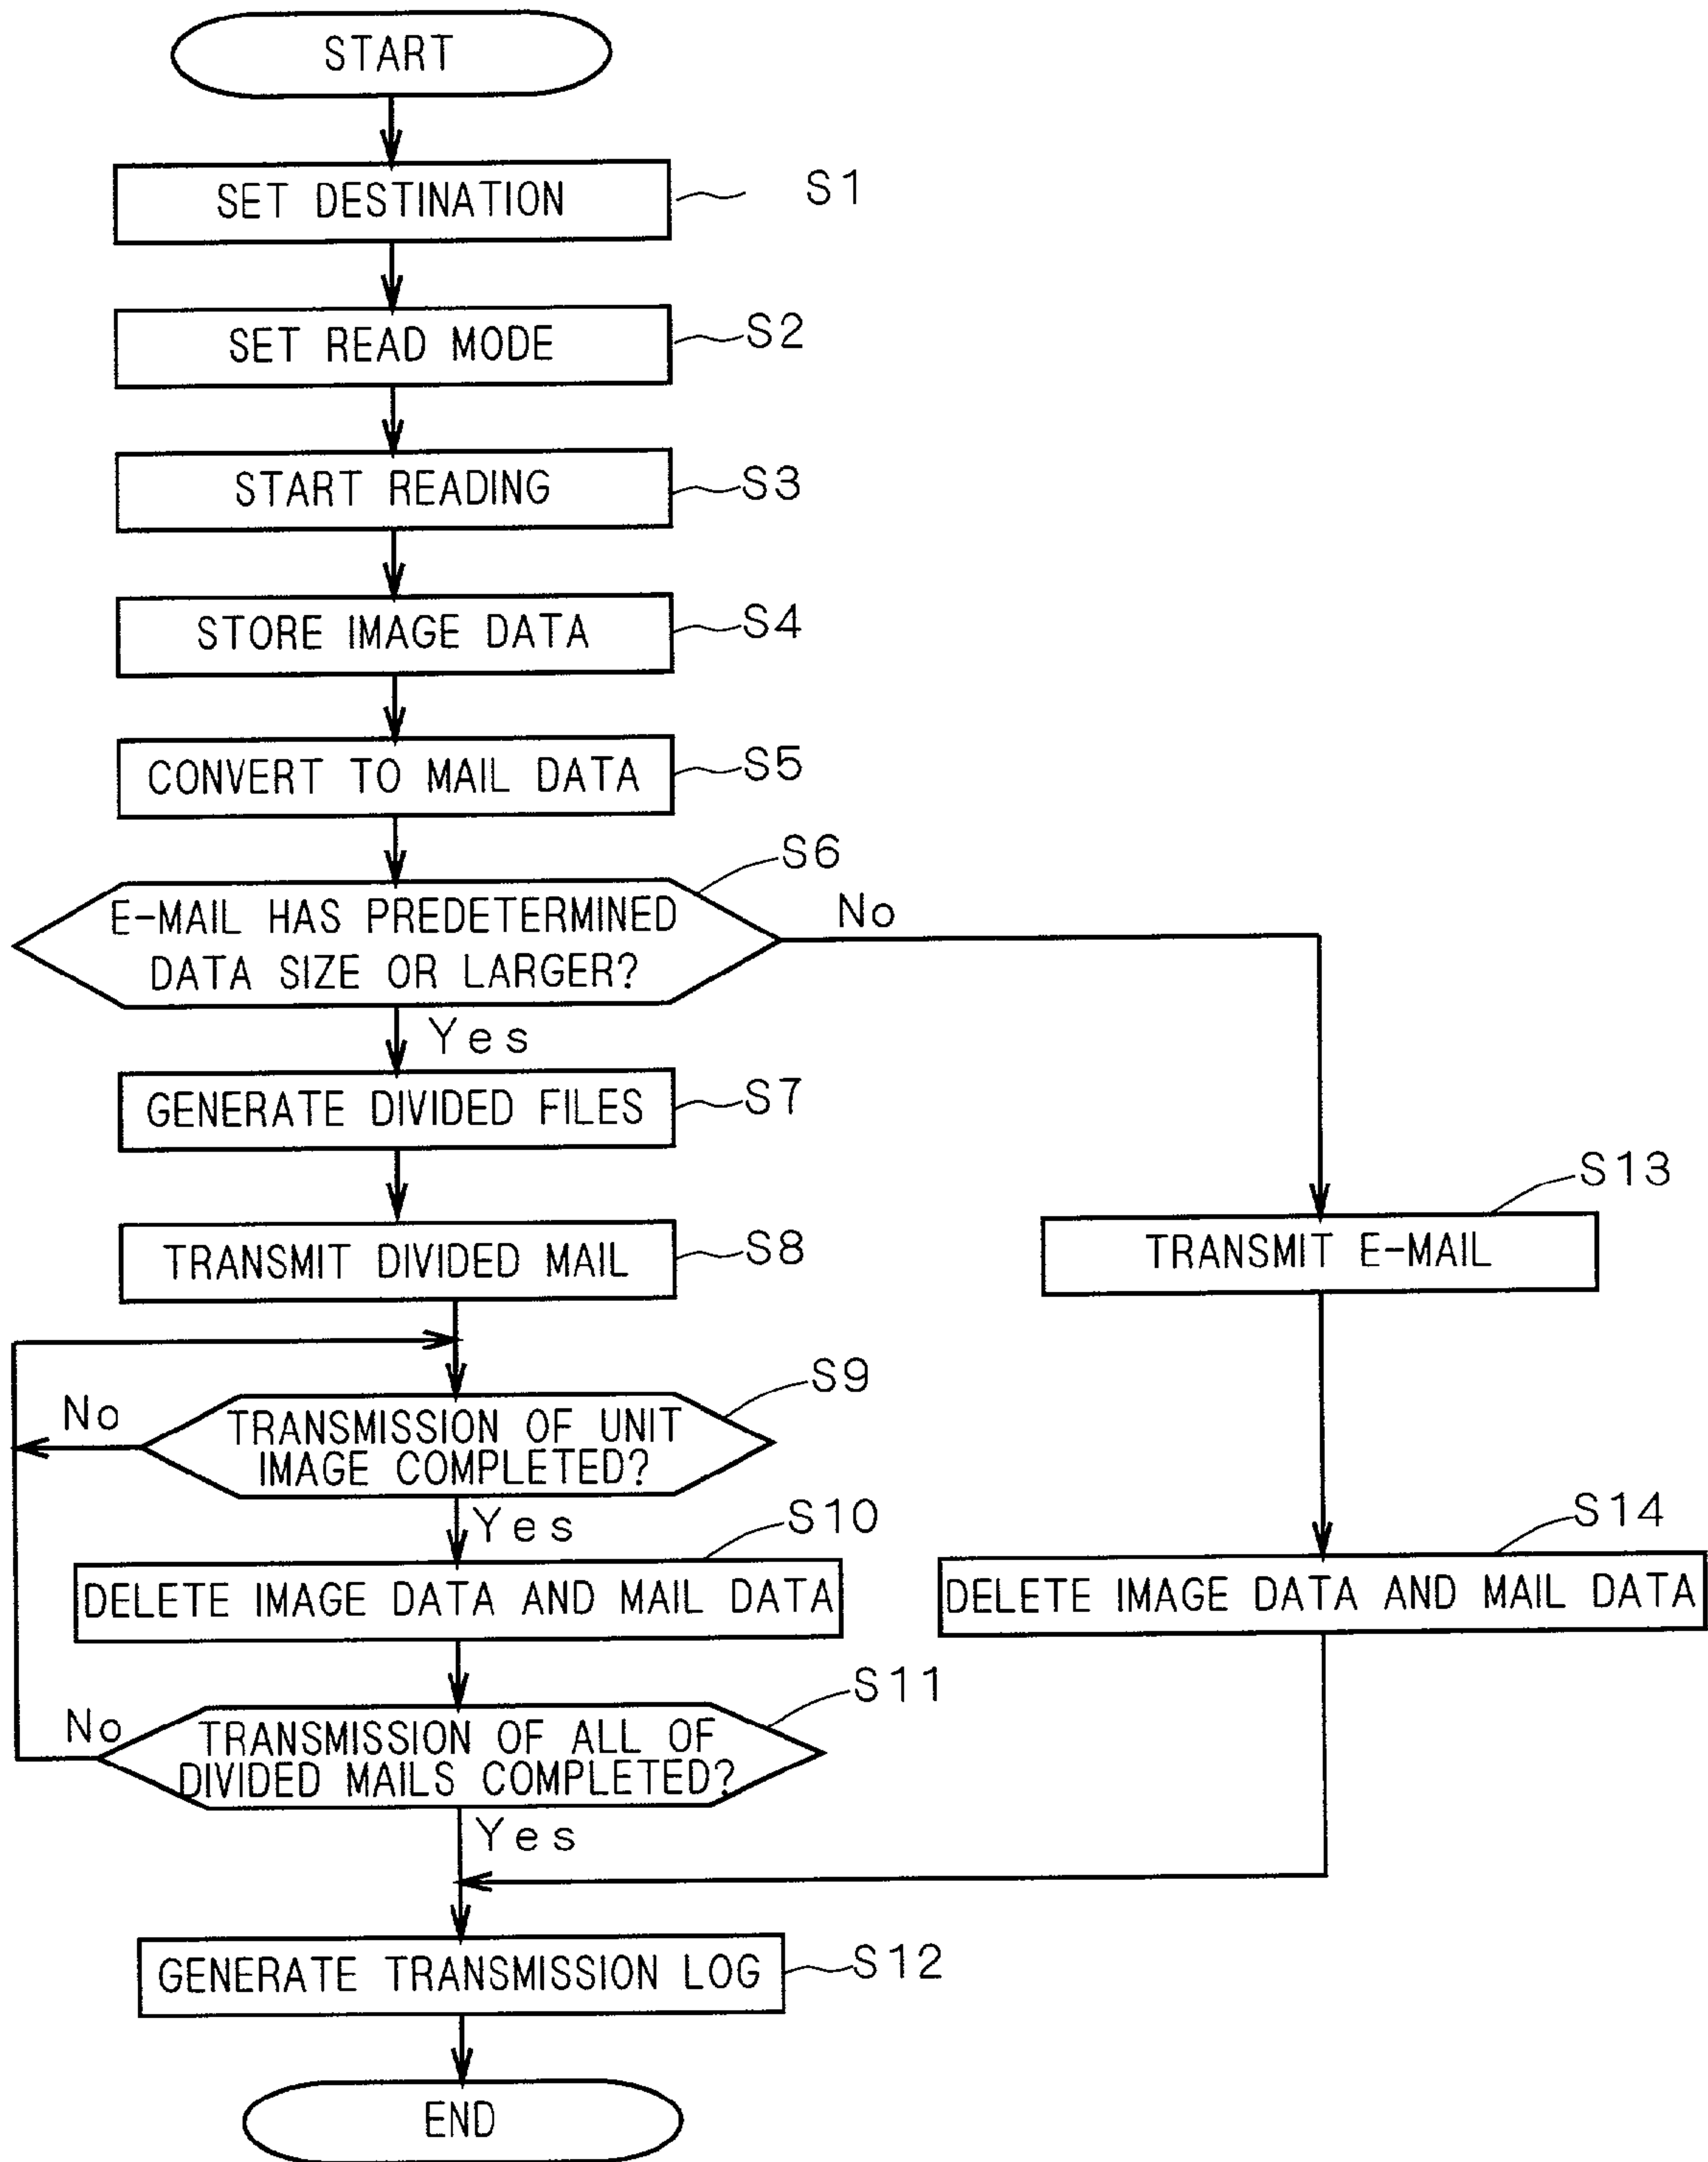 START
SET DESTINATION
S1
SET READ MODE
S2
START READING
S3
STORE IMAGE DATA
S4
CONVERT TO MAIL DATA
S5
S6
E-MAIL HAS PREDETERMINED
DATA SIZE OR LARGER?
No
Yes
GENERATE DIVIDED FILES
S7
S13
TRANSMIT DIVIDED MAIL
S8
TRANSMIT E-MAIL
S9
No
TRANSMISSION OF UNIT
IMAGE COMPLETED?
Yes
S10
S14
DELETE IMAGE DATA AND MAIL DATA
DELETE IMAGE DATA AND MAIL DATA
S11
No
TRANSMISSION OF ALL OF
DIVIDED MAILS COMPLETED?
Yes
GENERATE TRANSMISSION LOG
S12
END